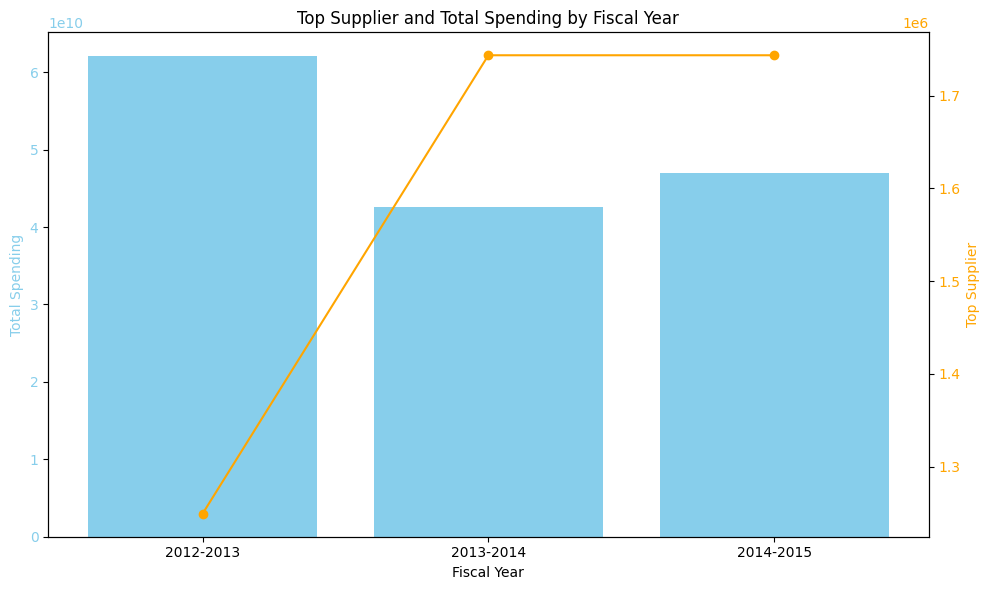 Top Supplier and Total Spending by Fiscal Year
1e10
1e6
6
5
4
3
2
1
0
Total Spending
1.7
1.6
1.5
1.4
1.3
Top Supplier
2012-2013 2013-2014 2014-2015
Fiscal Year